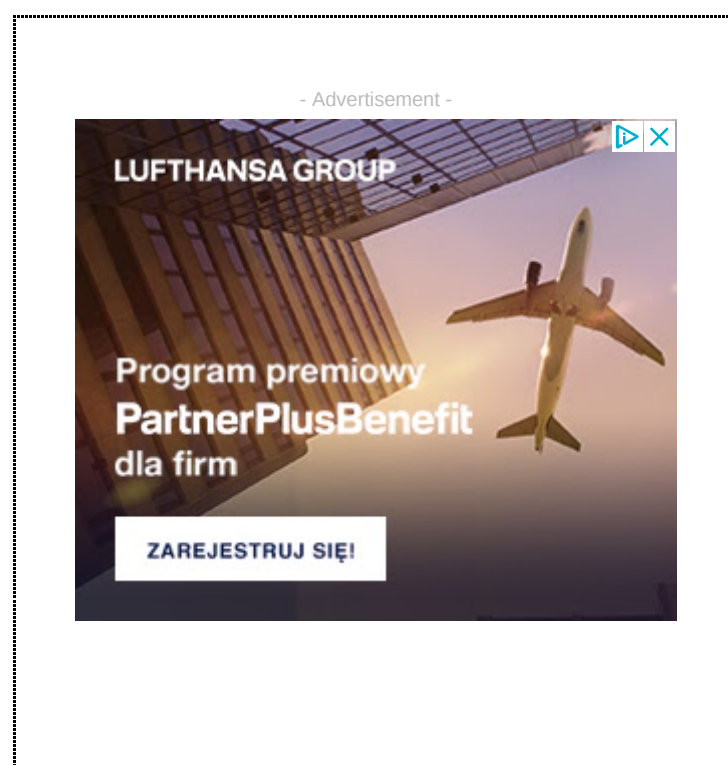 - Advertisement -
LUFTHANSA GROUP
Program premiowy
PartnerPlusBenefit
dla firm
ZAREJESTRUJ SIĘ!